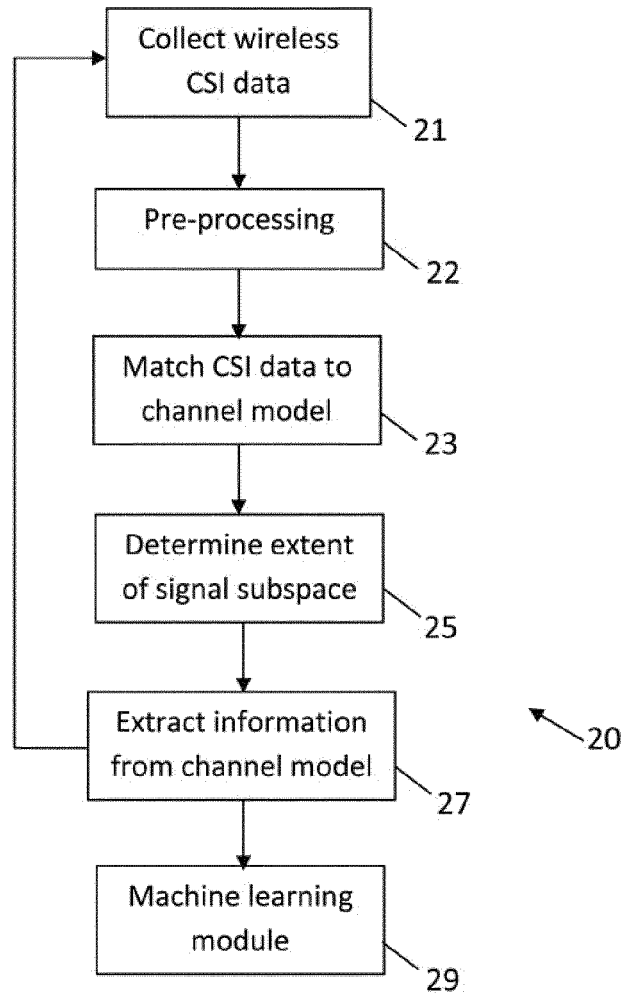 Collect wireless
CSI data
21
Pre-processing
22
Match CSI data to
channel model
23
Determine extent
of signal subspace
25
Extract information
from channel model
27
20
Machine learning
module
29